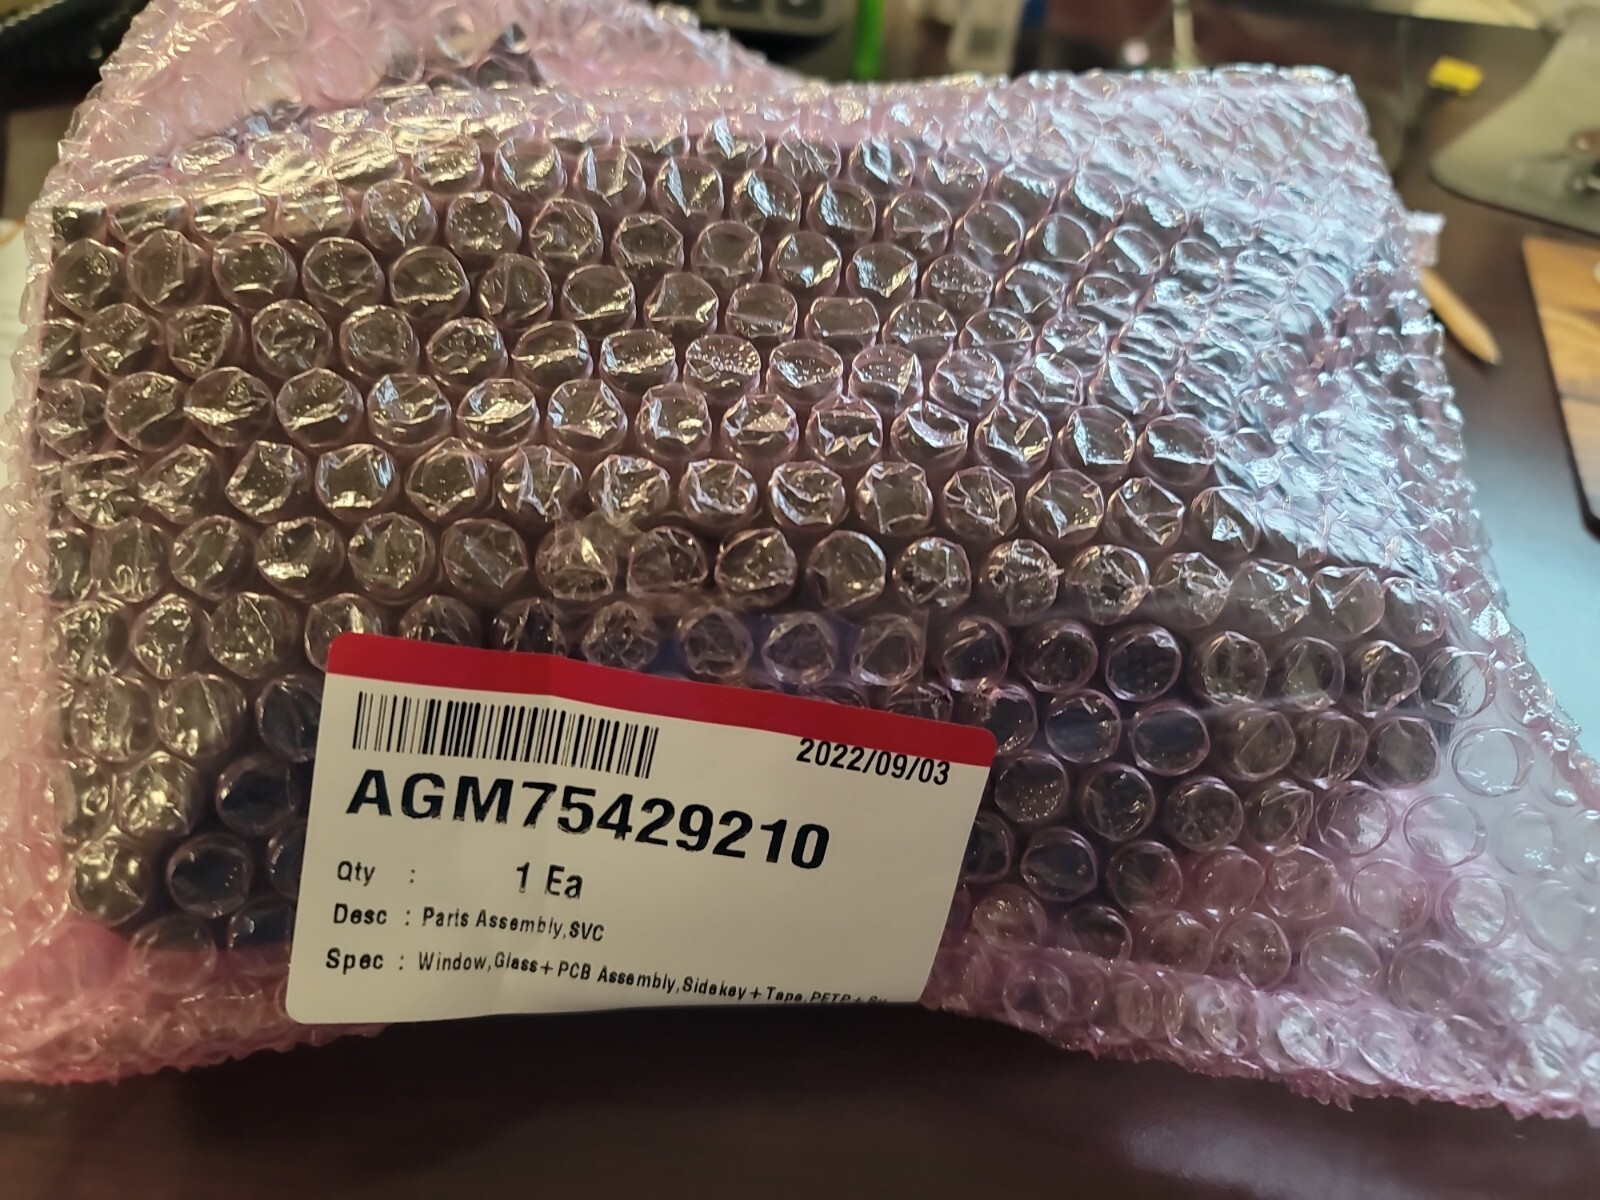 2022/09/03
AGM75429210
Qty : 1 Ea
Desc : Parts Assembly,SVC
Spec : Window,Glass+PCB Assembly,Sidekey+Tape,PETP+